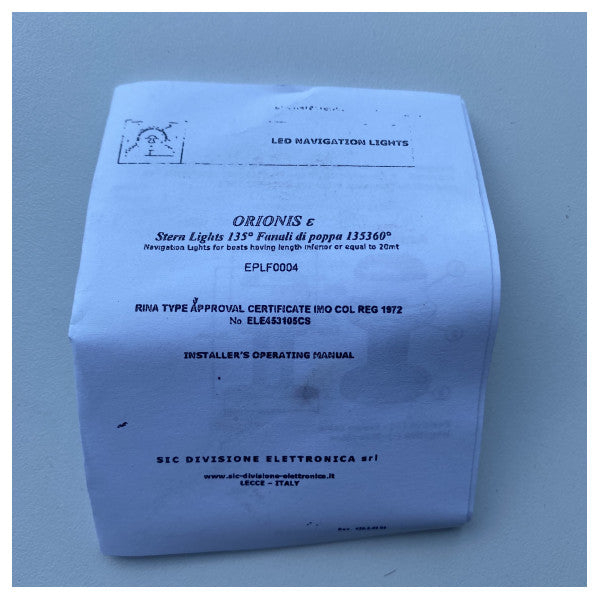 LED NAVIGATION LIGHTS
ORIONIS ε
Stern Lights 135° Fanali di poppa 135360°
Navigation Lights for boats having length inferior or equal to 20mt
EPLF0004
RINA TYPE APPROVAL CERTIFICATE IMO COL REG 1972
No ELE453105CS
INSTALLER'S OPERATING MANUAL
SIC DIVISIONE ELETTRONICA srl
www.sic-divisione-elettronica.it
LECCE - ITALY
Rev.